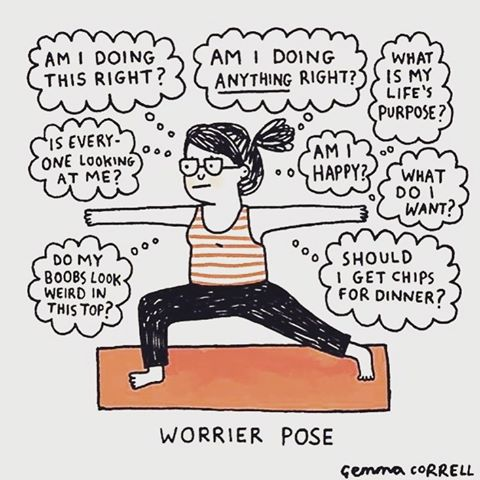 AM I DOING
THIS RIGHT?
AM I DOING
ANYTHING RIGHT?
WHAT
IS MY
LIFE'S
PURPOSE?
IS EVERY-
ONE LOOKING
AT ME?
AM I
HAPPY?
WHAT
DO I
WANT?
DO MY
BOOBS LOOK
WEIRD IN
THIS TOP?
SHOULD
I GET CHIPS
FOR DINNER?
WORRIER POSE
Gemma CORRELL